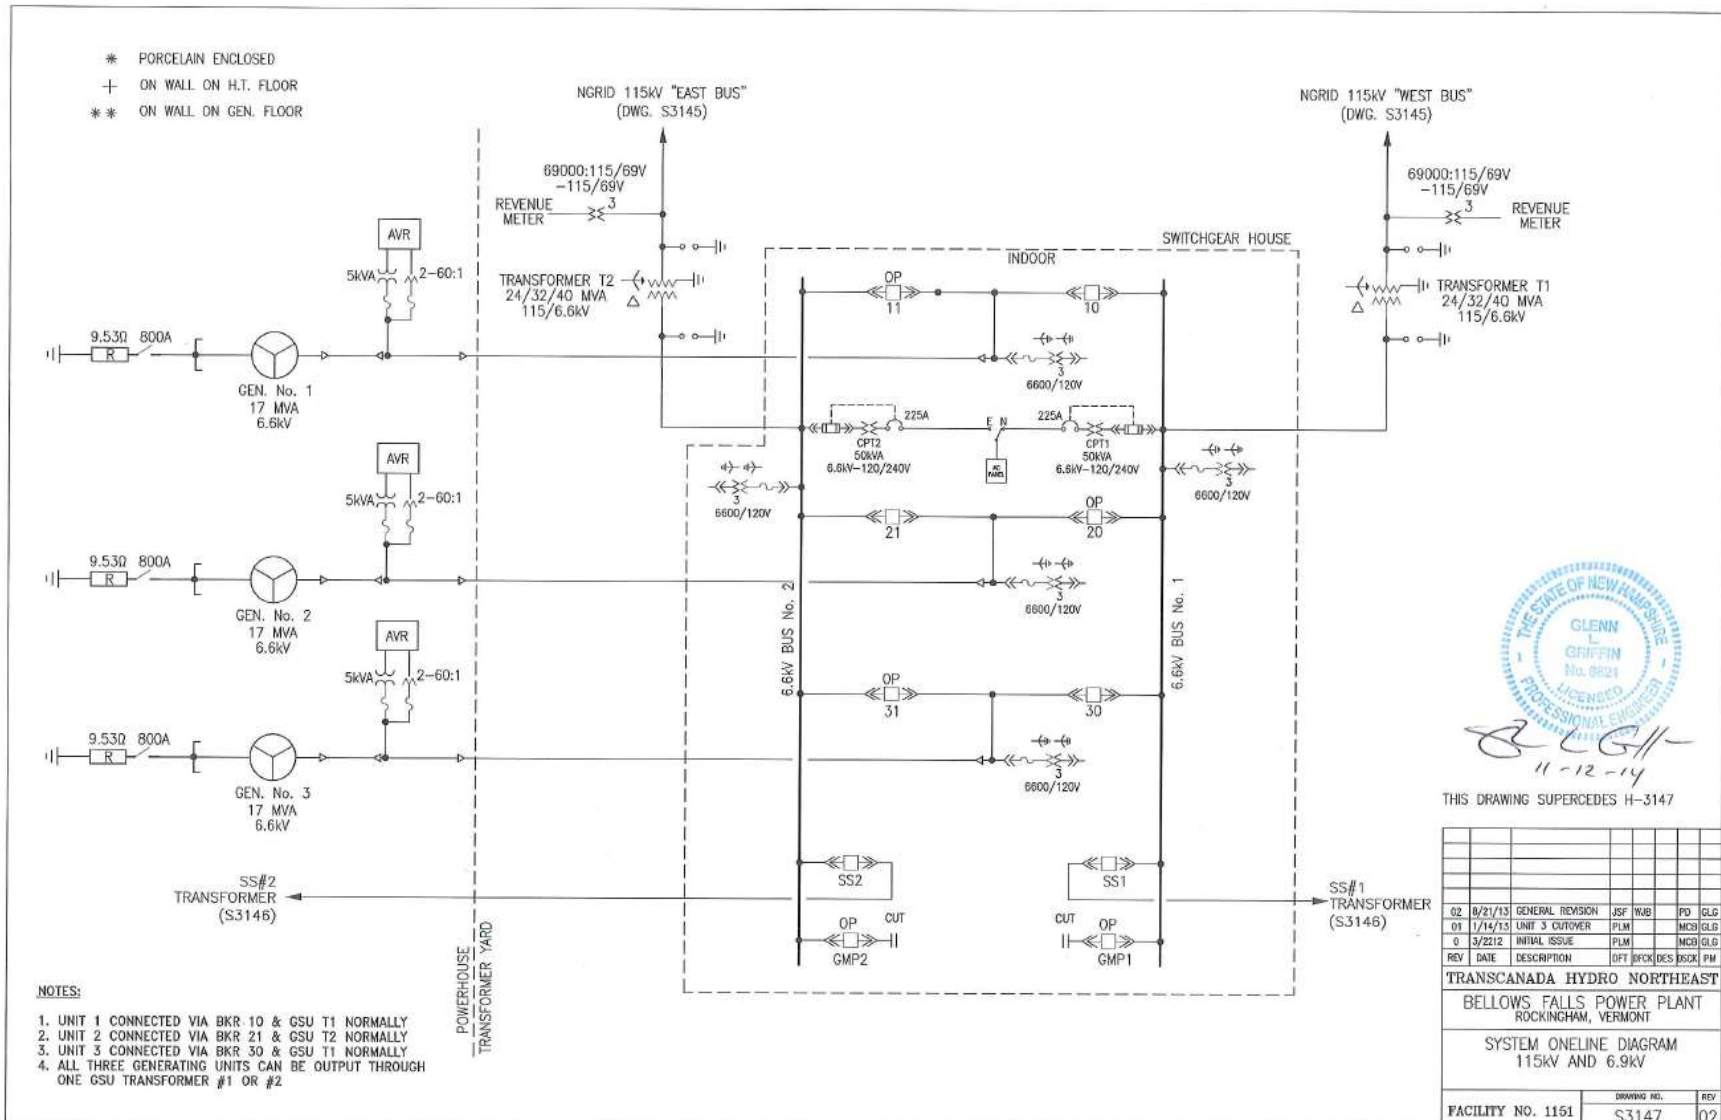 * PORCELAIN ENCLOSED
+ ON WALL ON H.T. FLOOR
** ON WALL ON GEN. FLOOR
NGRID 115kV "EAST BUS"
(DWG. S3145)
NGRID 115kV "WEST BUS"
(DWG. S3145)
69000:115/69V
-115/69V
3
REVENUE
METER
69000:115/69V
-115/69V
3
REVENUE
METER
SWITCHGEAR HOUSE
INDOOR
TRANSFORMER T2
24/32/40 MVA
115/6.6kV
TRANSFORMER T1
24/32/40 MVA
115/6.6kV
AVR
5kVA
2-60:1
9.53Ω 800A
R
GEN. No. 1
17 MVA
6.6kV
OP
11
10
3
6600/120V
225A
CPT2
50kVA
6.6kV-120/240V
E N
AC
PANEL
225A
CPT1
50kVA
6.6kV-120/240V
3
6600/120V
3
6600/120V
AVR
5kVA
2-60:1
9.53Ω 800A
R
GEN. No. 2
17 MVA
6.6kV
21
OP
20
3
6600/120V
6.6kV BUS No. 2
6.6kV BUS No. 1
AVR
5kVA
2-60:1
9.53Ω 800A
R
GEN. No. 3
17 MVA
6.6kV
OP
31
30
3
6600/120V
SS2
SS1
SS#2
TRANSFORMER
(S3146)
SS#1
TRANSFORMER
(S3146)
OP
CUT
GMP2
CUT
OP
GMP1
POWERHOUSE
TRANSFORMER YARD
NOTES:
1. UNIT 1 CONNECTED VIA BKR 10 & GSU T1 NORMALLY
2. UNIT 2 CONNECTED VIA BKR 21 & GSU T2 NORMALLY
3. UNIT 3 CONNECTED VIA BKR 30 & GSU T1 NORMALLY
4. ALL THREE GENERATING UNITS CAN BE OUTPUT THROUGH
ONE GSU TRANSFORMER #1 OR #2
THE STATE OF NEW HAMPSHIRE
GLENN
L.
GRIFFIN
No. 8821
LICENSED
PROFESSIONAL ENGINEER
11-12-14
THIS DRAWING SUPERCEDES H-3147
02 8/21/13 GENERAL REVISION JSF WJB PD GLG
01 1/14/13 UNIT 3 CUTOVER PLM MCB GLG
0 3/2212 INITIAL ISSUE PLM MCB GLG
REV DATE DESCRIPTION DFT DFCK DES DSCK PM
TRANSCANADA HYDRO NORTHEAST
BELLOWS FALLS POWER PLANT
ROCKINGHAM, VERMONT
SYSTEM ONELINE DIAGRAM
115kV AND 6.9kV
FACILITY NO. 1151
DRAWING NO.
S3147
REV
02